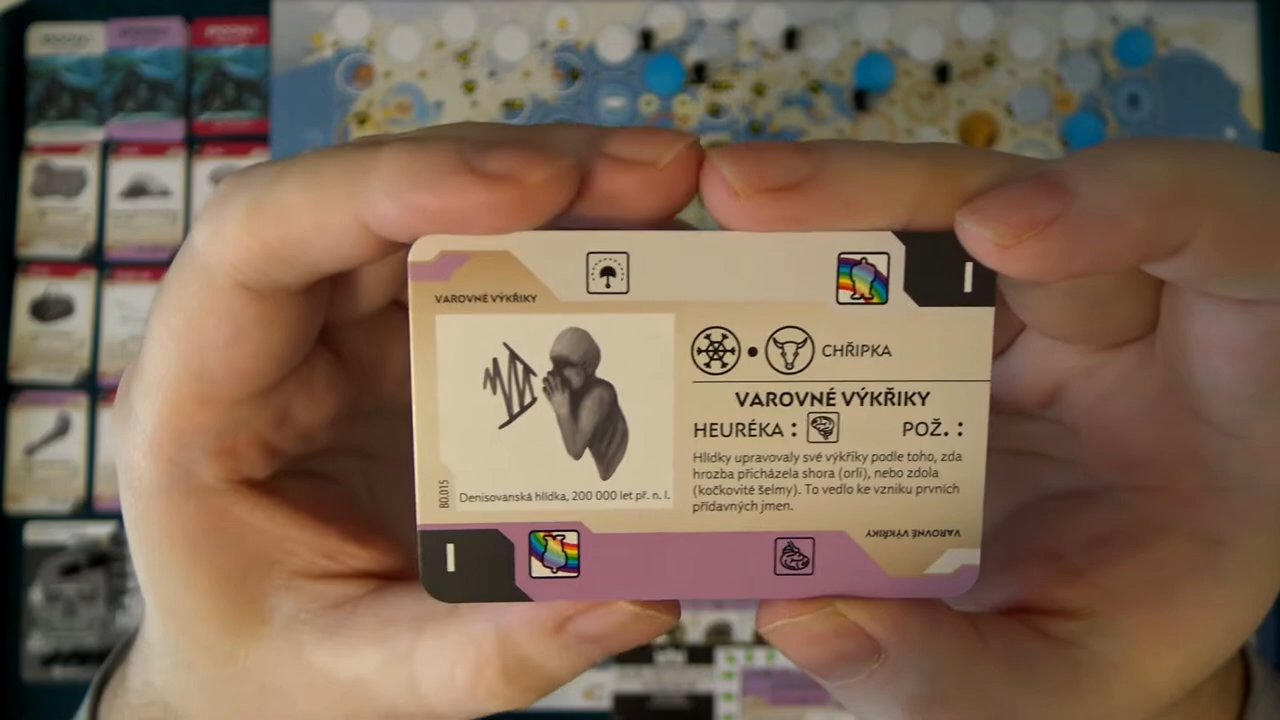 VAROVNÉ VÝKŘIKY
I
CHŘIPKA
VAROVNÉ VÝKŘIKY
HEURÉKA : POŽ. :
Hlídky upravovaly své výkřiky podle toho, zda
hrozba přicházela shora (orli), nebo zdola
(kočkovité šelmy). To vedlo ke vzniku prvních
přídavných jmen.
B0.015
Denisovanská hlídka, 200 000 let př. n. l.
VAROVNÉ VÝKŘIKY
I